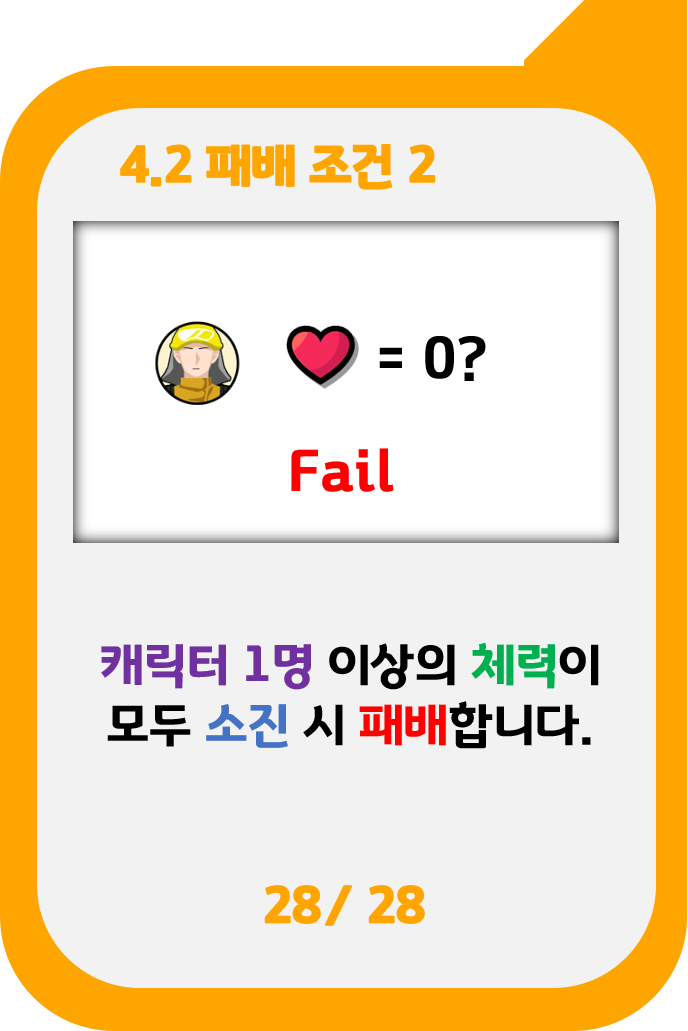 4.2 패배 조건 2
= 0?
Fail
캐릭터 1명 이상의 체력이
모두 소진 시 패배합니다.
28/ 28